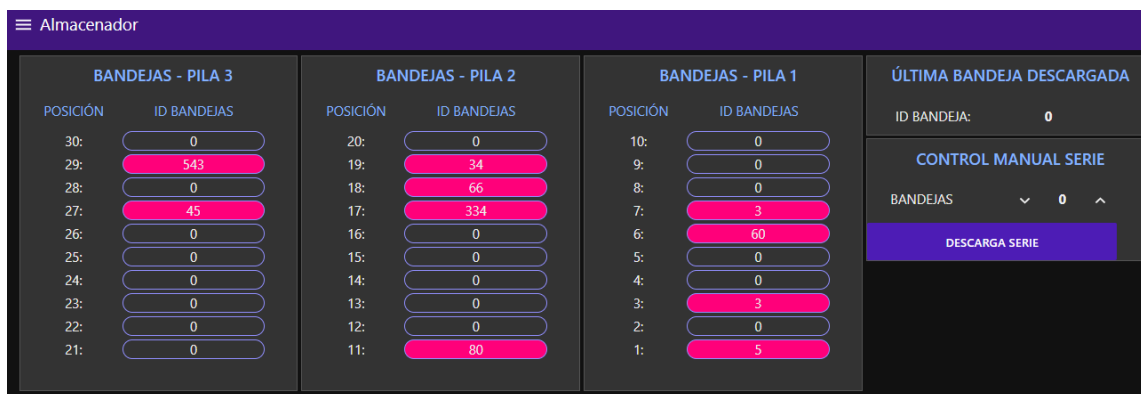 Almacenador
BANDEJAS - PILA 3
POSICIÓN ID BANDEJAS
30: 0
29: 543
28: 0
27: 45
26: 0
25: 0
24: 0
23: 0
22: 0
21: 0
BANDEJAS - PILA 2
POSICIÓN ID BANDEJAS
20: 0
19: 34
18: 66
17: 334
16: 0
15: 0
14: 0
13: 0
12: 0
11: 80
BANDEJAS - PILA 1
POSICIÓN ID BANDEJAS
10: 0
9: 0
8: 0
7: 3
6: 60
5: 0
4: 0
3: 3
2: 0
1: 5
ÚLTIMA BANDEJA DESCARGADA
ID BANDEJA: 0
CONTROL MANUAL SERIE
BANDEJAS 0
DESCARGA SERIE